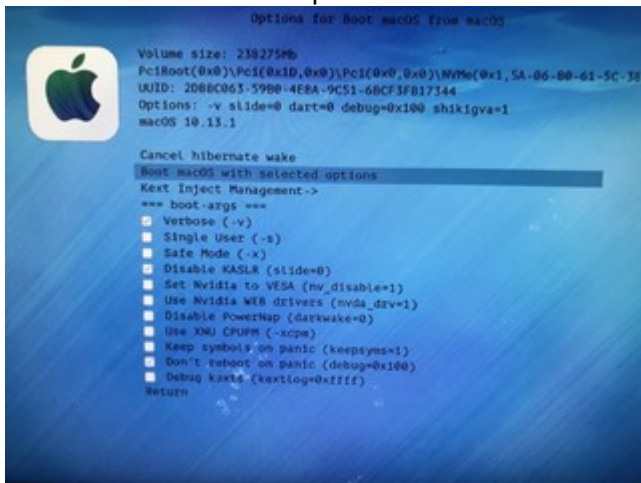 Options for Boot macOS from macOS
Volume size: 238275Mb
PciRoot(0x0)\Pci(0x1D,0x0)\Pci(0x0,0x0)\NVMe(0x1,5A-06-B0-61-5C-38
UUID: 2DB8C063-59B0-4E8A-9C51-6BCF3FB17344
Options: -v slide=0 dart=0 debug=0x100 shikigva=1
macOS 10.13.1
Cancel hibernate wake
Boot macOS with selected options
Kext Inject Management->
=== boot-args ===
Verbose (-v)
Single User (-s)
Safe Mode (-x)
Disable KASLR (slide=0)
Set Nvidia to VESA (nv_disable=1)
Use Nvidia WEB drivers (nvda_drv=1)
Disable PowerNap (darkwake=0)
Use XNU CPUPM (-xcpm)
Keep symbols on panic (keepsyms=1)
Don't reboot on panic (debug=0x100)
Debug kexts (kextlog=0xffff)
Return